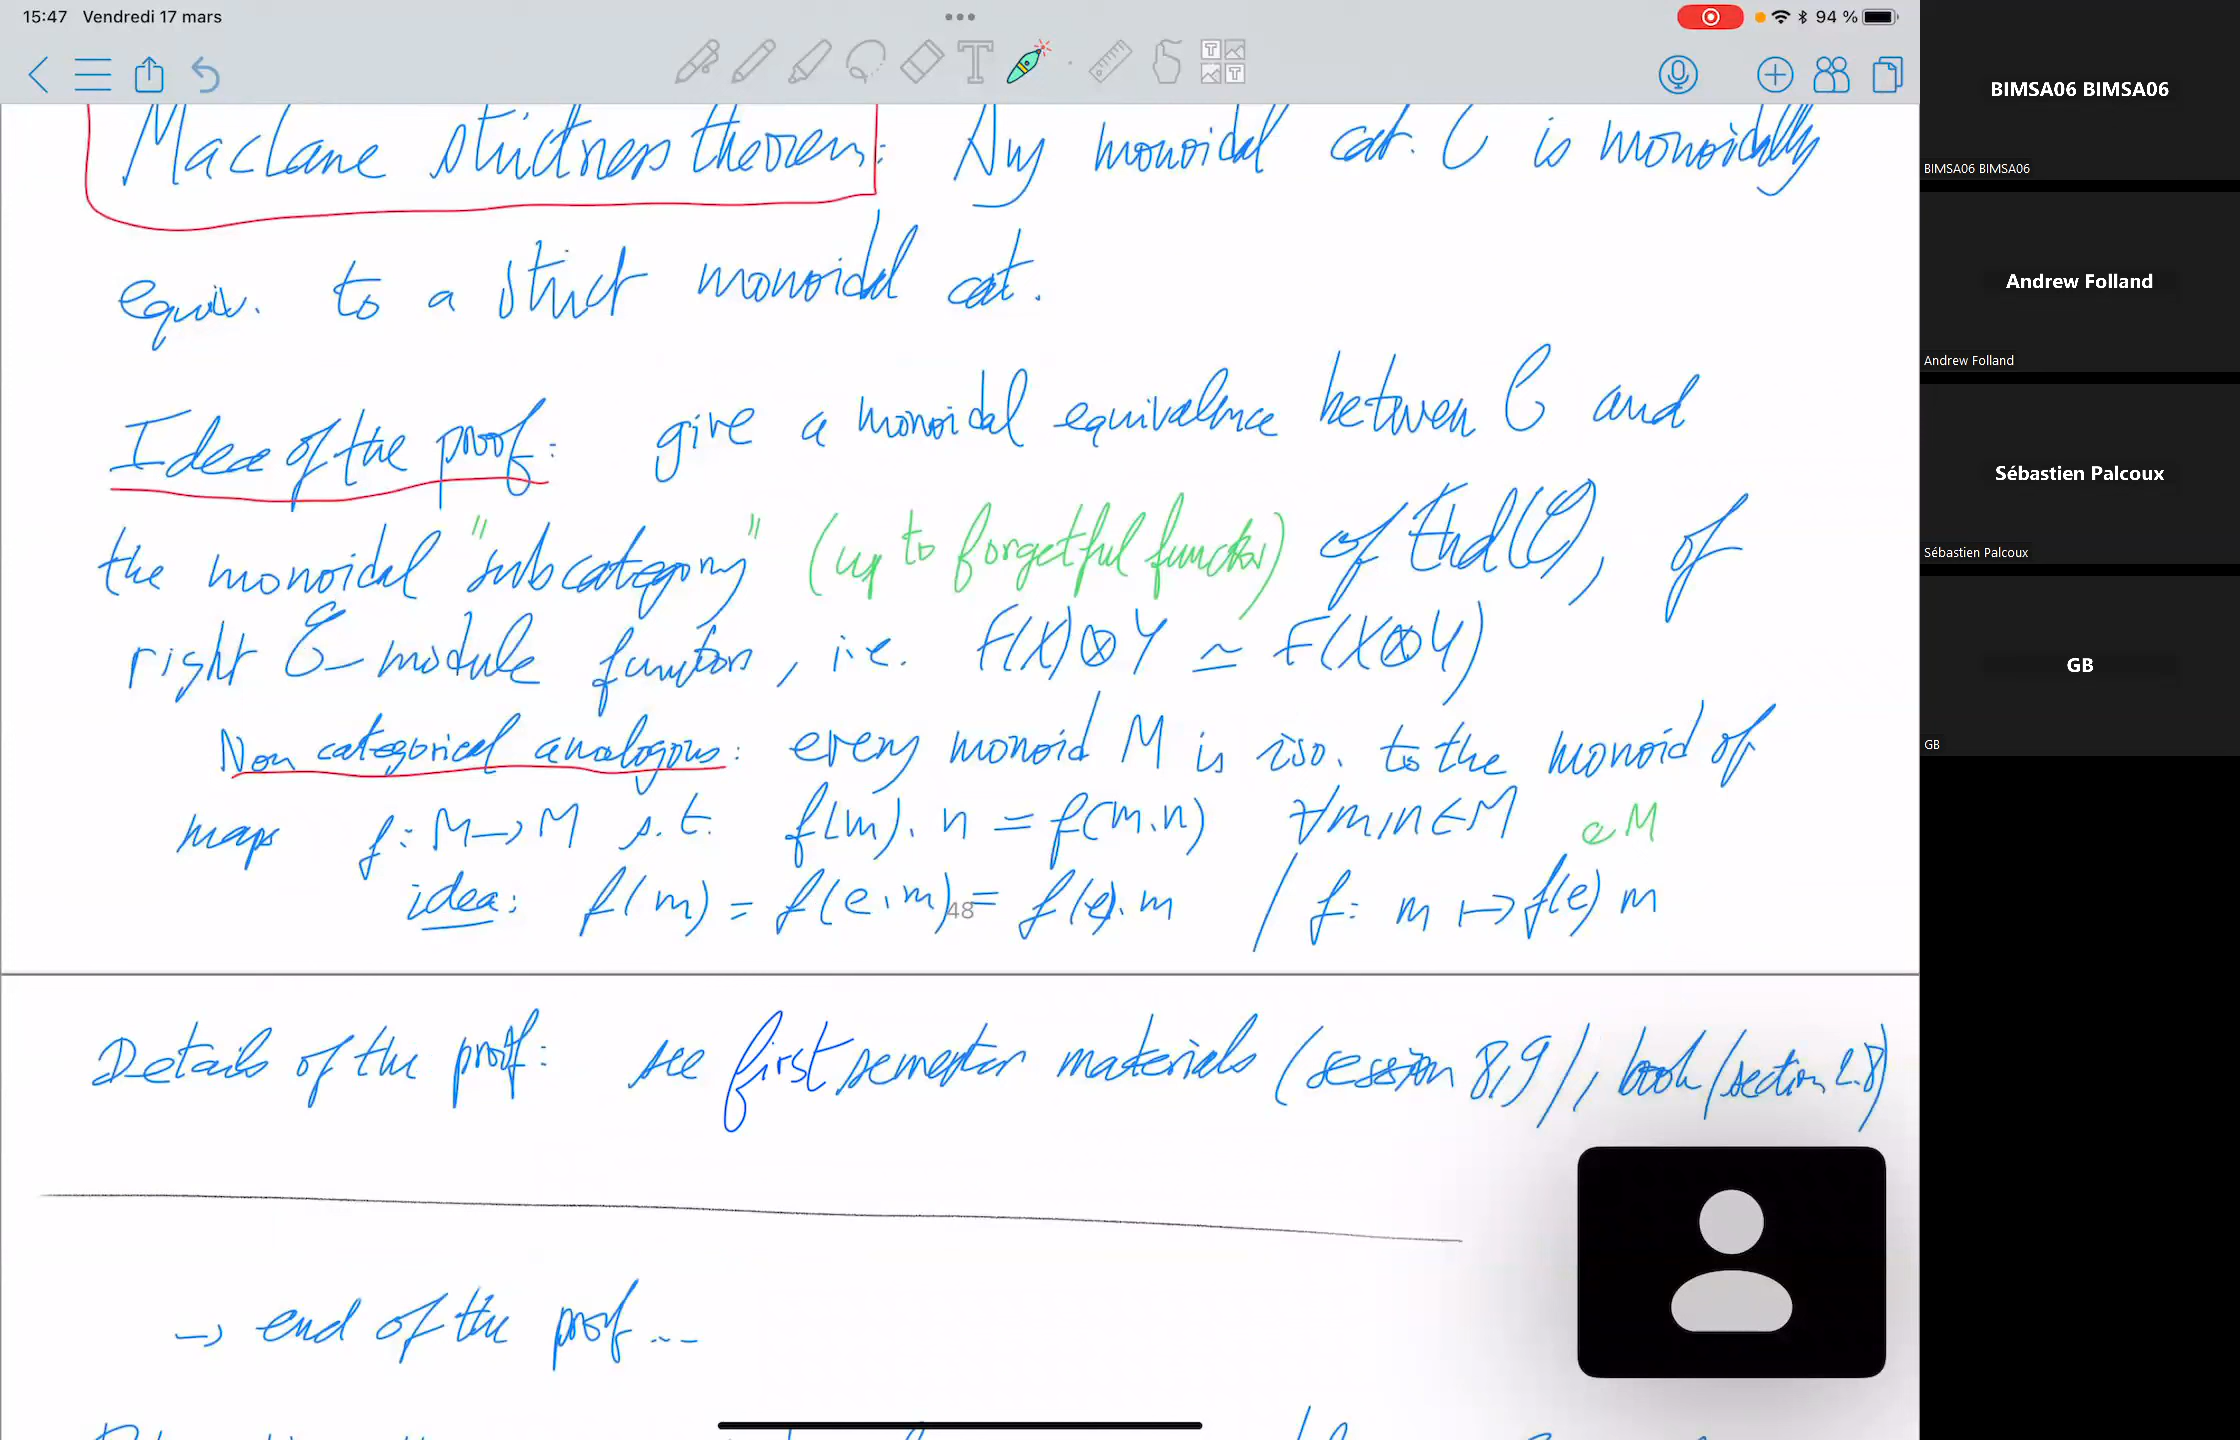 15:47 Vendredi 17 mars
94 %
Maclane strictness theorem: Any monoidal cat. C is monoidally
equiv. to a strict monoidal cat.
Idea of the proof: give a monoidal equivalence between C and
the monoidal "subcategory" (up to forgetful functor) of End(C), of
right C-module functors, i.e. F(X)⊗Y ≃ F(X⊗Y)
Non categorical analogous: every monoid M is iso. to the monoid of
maps f: M → M s.t. f(m).n = f(m.n) ∀m,n ∈ M
∈ M
idea: f(m) = f(e.m) = f(e).m / f: m ↦ f(e) m
48
Details of the proof: see first semester materials (session 8,9), book (section 2.8)
→ end of the proof...
BIMSA06 BIMSA06
BIMSA06 BIMSA06
Andrew Folland
Andrew Folland
Sébastien Palcoux
Sébastien Palcoux
GB
GB